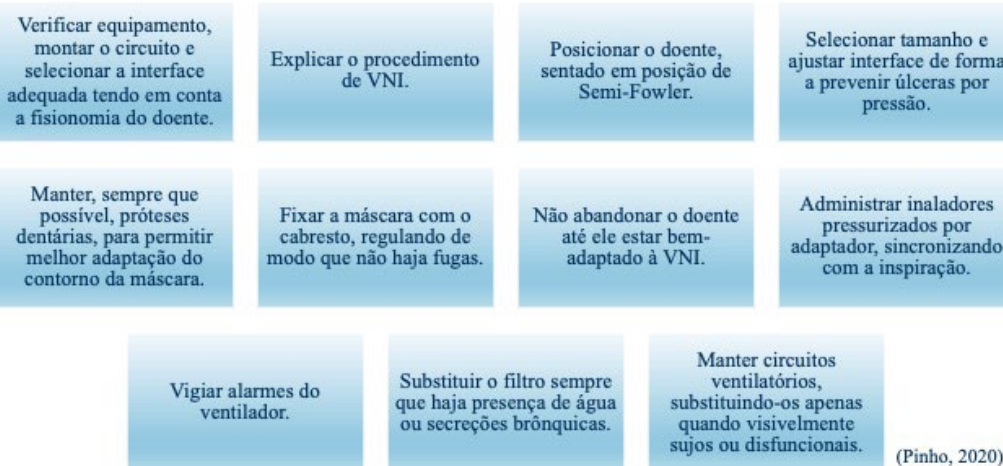 Verificar equipamento,
montar o circuito e
selecionar a interface
adequada tendo em conta
a fisionomia do doente.
Explicar o procedimento
de VNI.
Posicionar o doente,
sentado em posição de
Semi-Fowler.
Selecionar tamanho e
ajustar interface de forma
a prevenir úlceras por
pressão.
Manter, sempre que
possível, próteses
dentárias, para permitir
melhor adaptação do
contorno da máscara.
Fixar a máscara com o
cabresto, regulando de
modo que não haja fugas.
Não abandonar o doente
até ele estar bem-
adaptado à VNI.
Administrar inaladores
pressurizados por
adaptador, sincronizando
com a inspiração.
Vigiar alarmes do
ventilador.
Substituir o filtro sempre
que haja presença de água
ou secreções brônquicas.
Manter circuitos
ventilatórios,
substituindo-os apenas
quando visivelmente
sujos ou disfuncionais.
(Pinho, 2020)